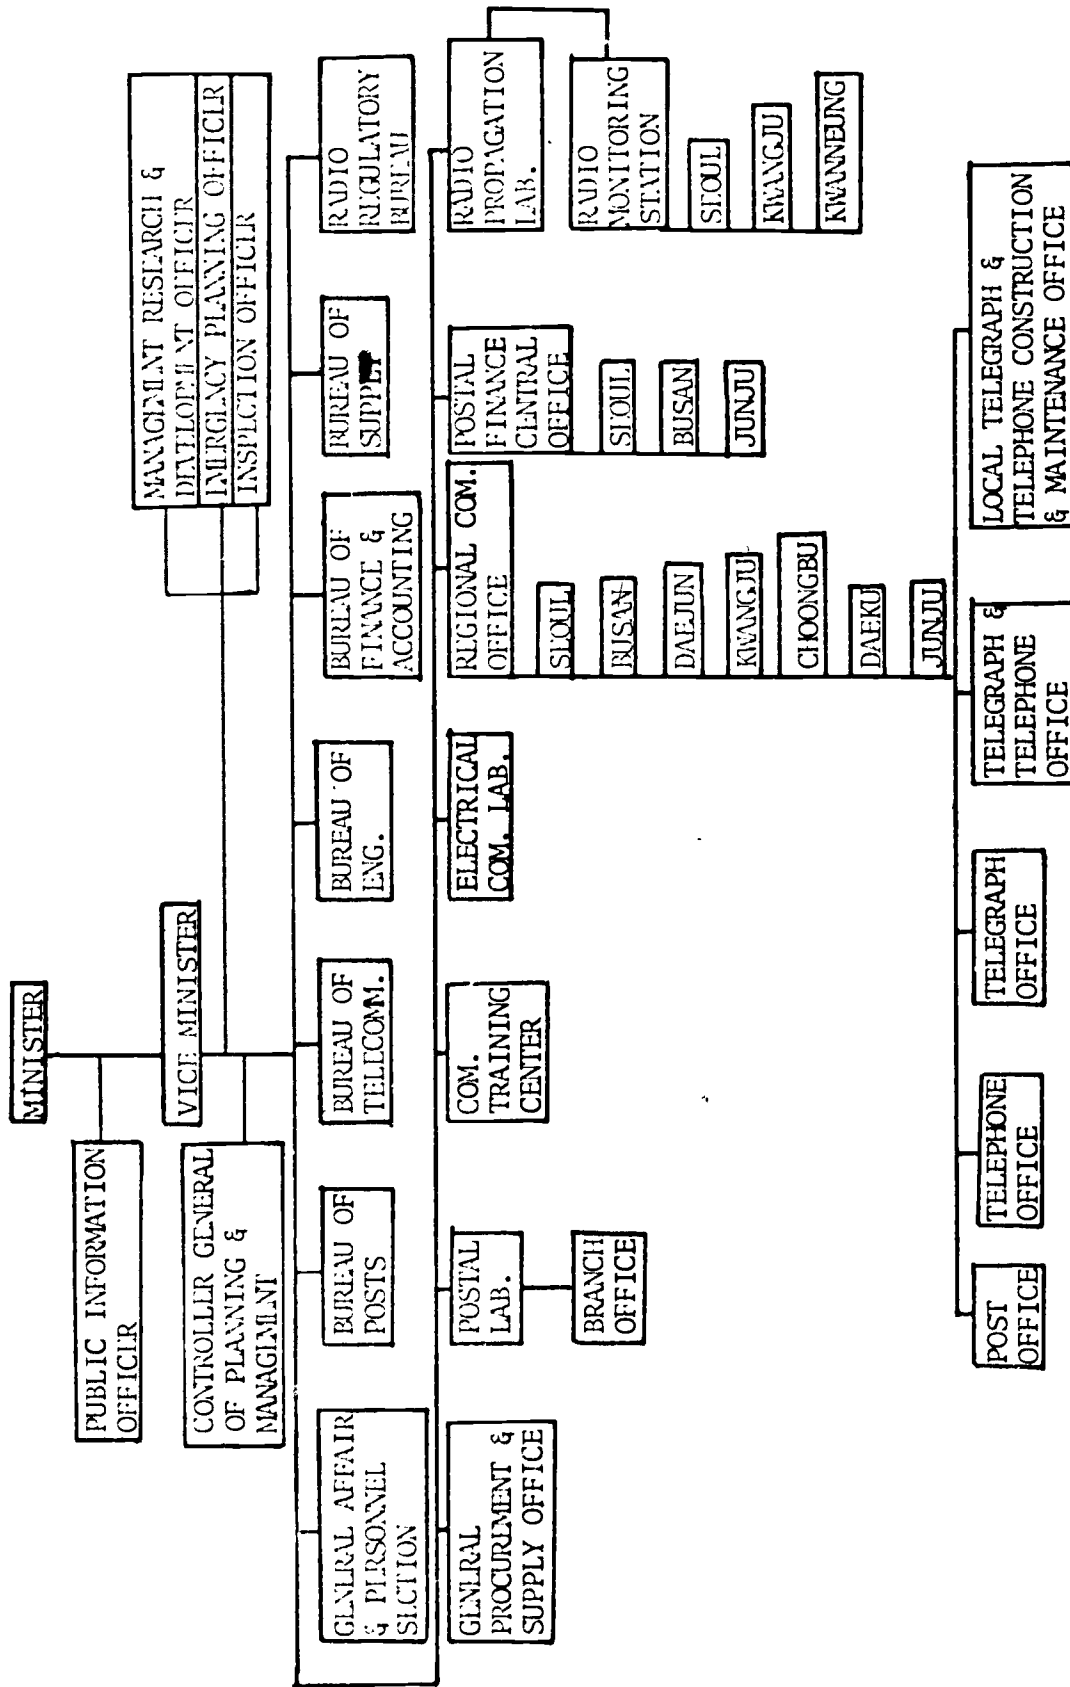 MINISTER
PUBLIC INFORMATION
OFFICER
VICE MINISTER
CONTROLLER GENERAL
OF PLANNING &
MANAGEMENT
MANAGEMENT RESEARCH &
DEVELOPMENT OFFICER
EMERGENCY PLANNING OFFICER
INSPECTION OFFICER
GENERAL AFFAIR
& PERSONNEL
SECTION
BUREAU OF
POSTS
BUREAU OF
TELECOMM.
BUREAU OF
ENG.
BUREAU OF
FINANCE &
ACCOUNTING
BUREAU OF
SUPPLY
RADIO
REGULATORY
BUREAU
GENERAL
PROCUREMENT &
SUPPLY OFFICE
POSTAL
LAB.
BRANCH
OFFICE
COM.
TRAINING
CENTER
ELECTRICAL
COM. LAB.
REGIONAL COM.
OFFICE
SEOUL
BUSAN
DAEJUN
KWANGJU
CHOONGBU
DAEKU
JUNJU
POSTAL
FINANCE
CENTRAL
OFFICE
SEOUL
BUSAN
JUNJU
RADIO
PROPAGATION
LAB.
RADIO
MONITORING
STATION
SEOUL
KWANGJU
KWANNEUNG
POST
OFFICE
TELEPHONE
OFFICE
TELEGRAPH
OFFICE
TELEGRAPH &
TELEPHONE
OFFICE
LOCAL TELEGRAPH &
TELEPHONE CONSTRUCTION
& MAINTENANCE OFFICE